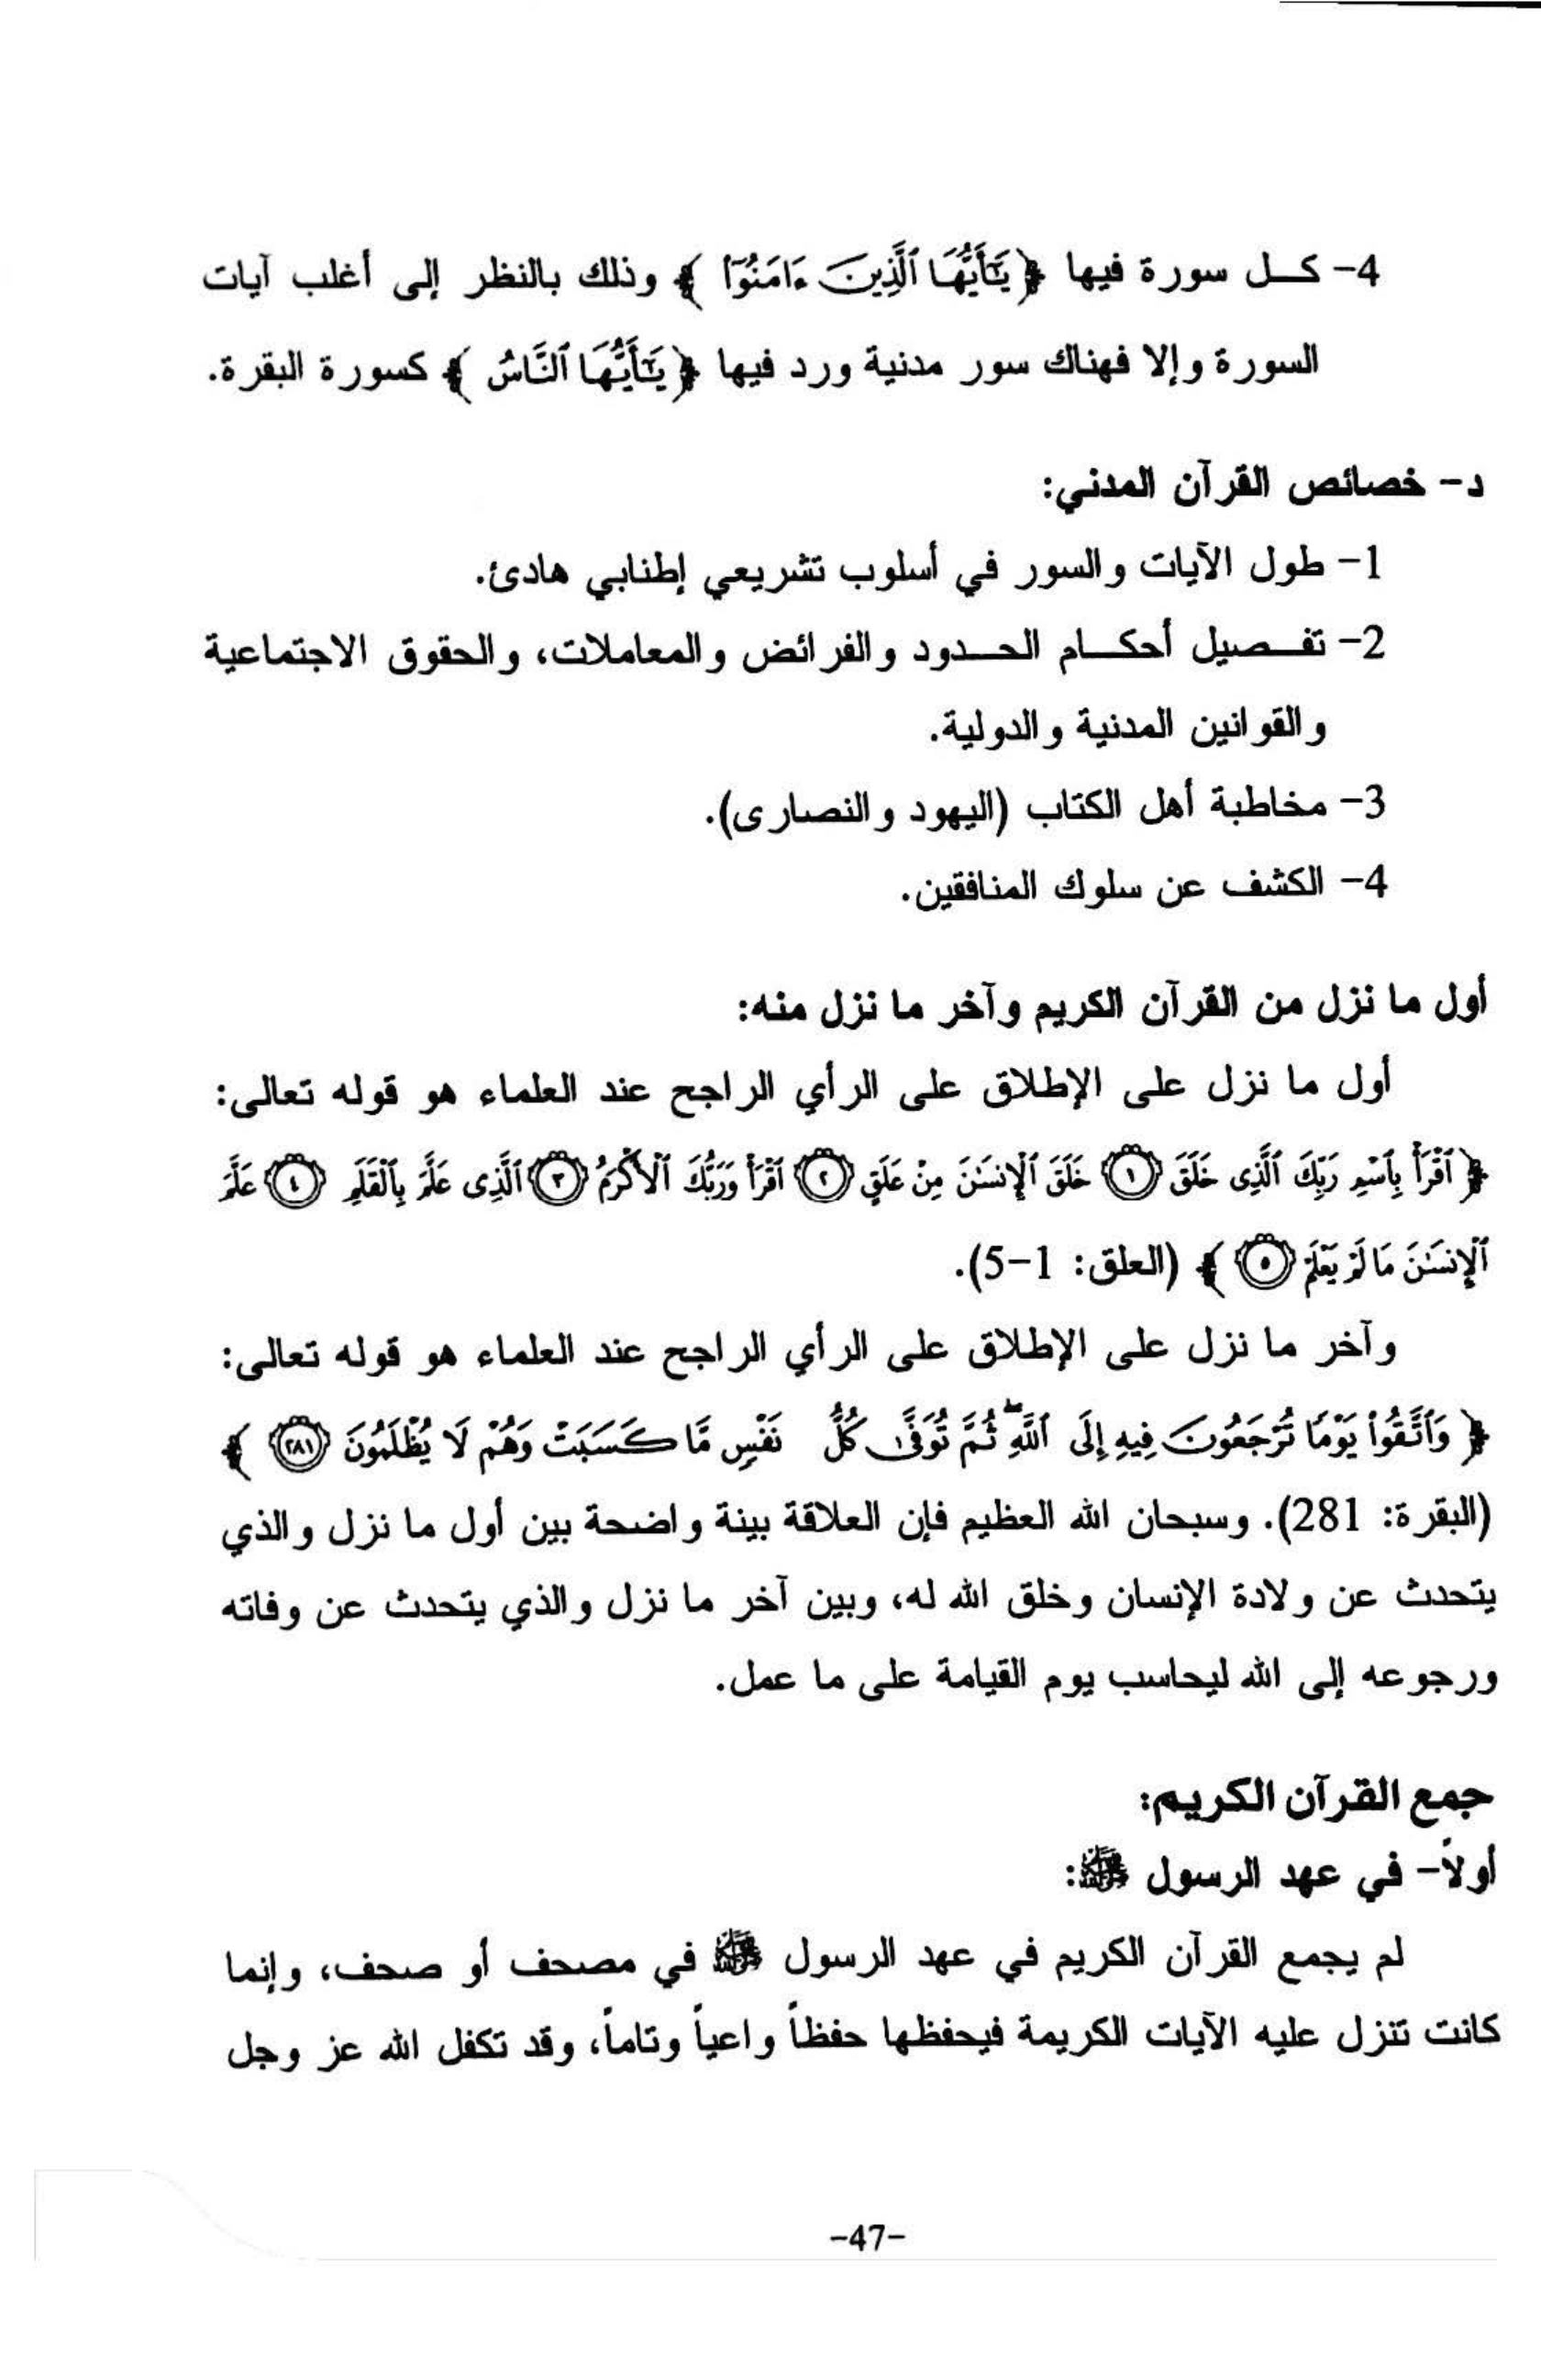 4- كل سورة فيها ﴿ يَٰٓأَيُّهَا ٱلَّذِينَ ءَامَنُوٓا۟ ﴾ وذلك بالنظر إلى أغلب آيات
السورة وإلا فهناك سور مدنية ورد فيها ﴿ يَٰٓأَيُّهَا ٱلنَّاسُ ﴾ كسورة البقرة.
د- خصائص القرآن المدني:
1- طول الآيات والسور في أسلوب تشريعي إطنابي هادئ.
2- تفصيل أحكام الحدود والفرائض والمعاملات، والحقوق الاجتماعية
والقوانين المدنية والدولية.
3- مخاطبة أهل الكتاب (اليهود والنصارى).
4- الكشف عن سلوك المنافقين.
أول ما نزل من القرآن الكريم وآخر ما نزل منه:
أول ما نزل على الإطلاق على الرأي الراجح عند العلماء هو قوله تعالى:
﴿ ٱقْرَأْ بِٱسْمِ رَبِّكَ ٱلَّذِى خَلَقَ ١ خَلَقَ ٱلْإِنسَٰنَ مِنْ عَلَقٍ ٢ ٱقْرَأْ وَرَبُّكَ ٱلْأَكْرَمُ ٣ ٱلَّذِى عَلَّمَ بِٱلْقَلَمِ ٤ عَلَّمَ
ٱلْإِنسَٰنَ مَا لَمْ يَعْلَمْ ٥ ﴾ (العلق: 1-5).
وآخر ما نزل على الإطلاق على الرأي الراجح عند العلماء هو قوله تعالى:
﴿ وَٱتَّقُوا۟ يَوْمًا تُرْجَعُونَ فِيهِ إِلَى ٱللَّهِ ۖ ثُمَّ تُوَفَّىٰ كُلُّ نَفْسٍ مَّا كَسَبَتْ وَهُمْ لَا يُظْلَمُونَ ٢٨١ ﴾
(البقرة: 281). وسبحان الله العظيم فإن العلاقة بينة واضحة بين أول ما نزل والذي
يتحدث عن ولادة الإنسان وخلق الله له، وبين آخر ما نزل والذي يتحدث عن وفاته
ورجوعه إلى الله ليحاسب يوم القيامة على ما عمل.
جمع القرآن الكريم:
أولاً- في عهد الرسول ﷺ:
لم يجمع القرآن الكريم في عهد الرسول ﷺ في مصحف أو صحف، وإنما
كانت تنزل عليه الآيات الكريمة فيحفظها حفظاً واعياً وتاماً، وقد تكفل الله عز وجل
-47-